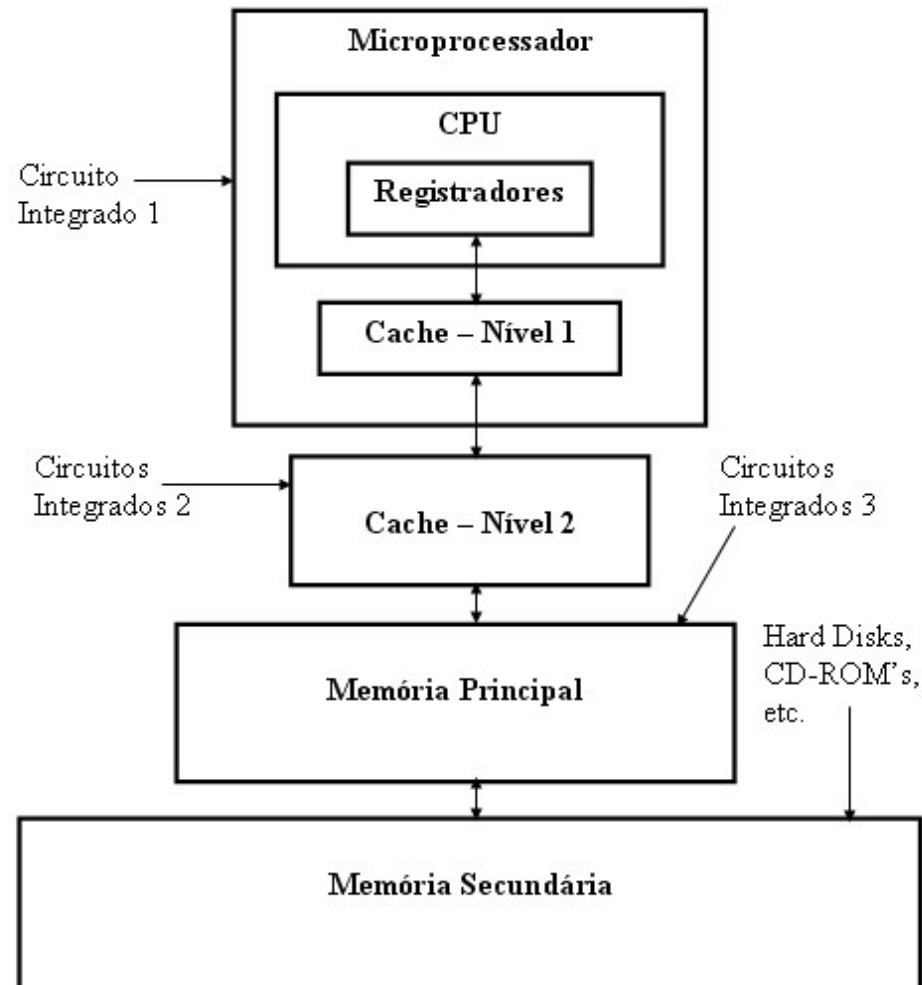 Microprocessador
CPU
Circuito
Integrado 1
Registradores
Cache – Nível 1
Circuitos
Integrados 2
Circuitos
Integrados 3
Cache – Nível 2
Hard Disks,
CD-ROM's,
etc.
Memória Principal
Memória Secundária